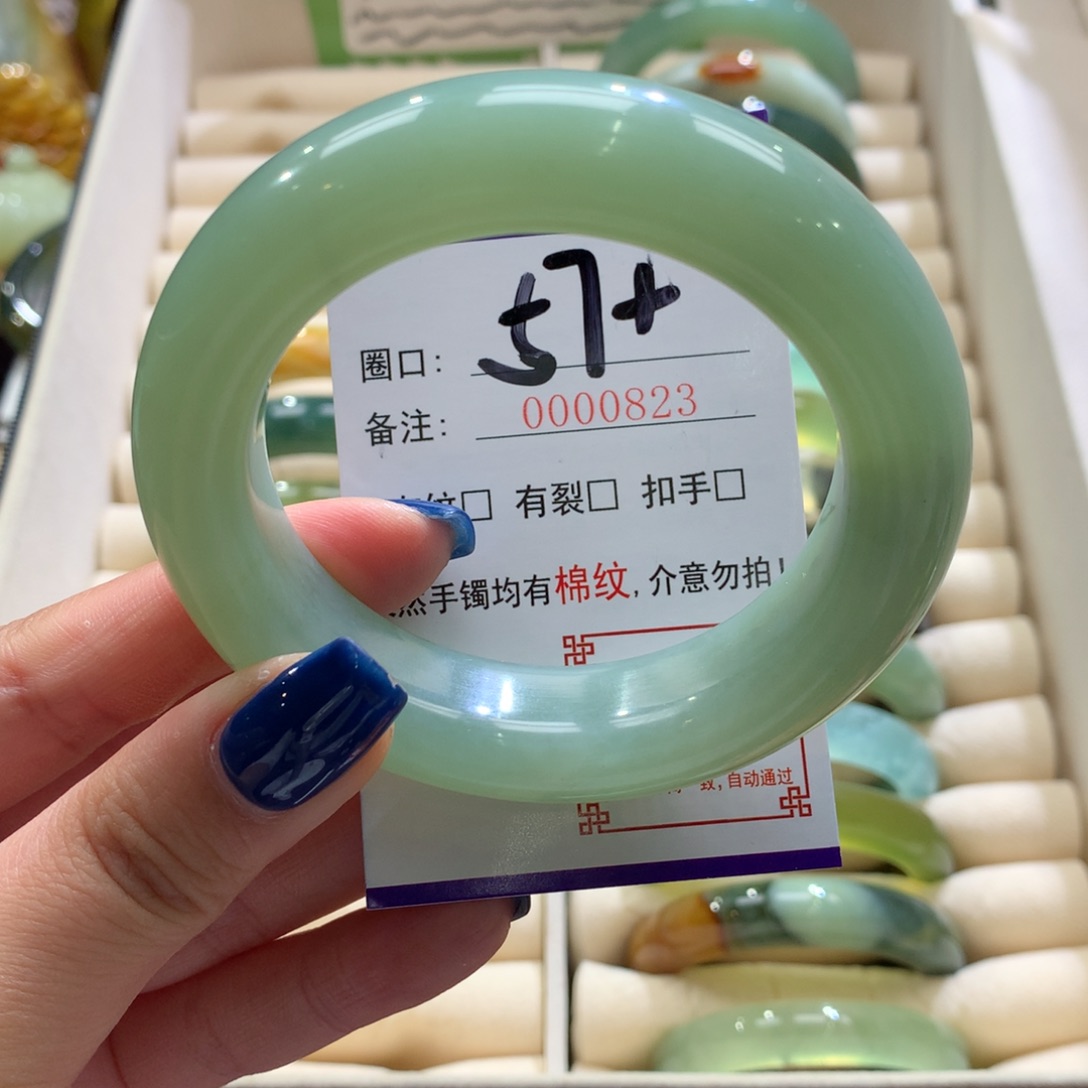 圈口: 57+
备注: 0000823
纹□ 有裂□ 扣手□
然手镯均有棉纹, 介意勿拍!
致, 自动通过